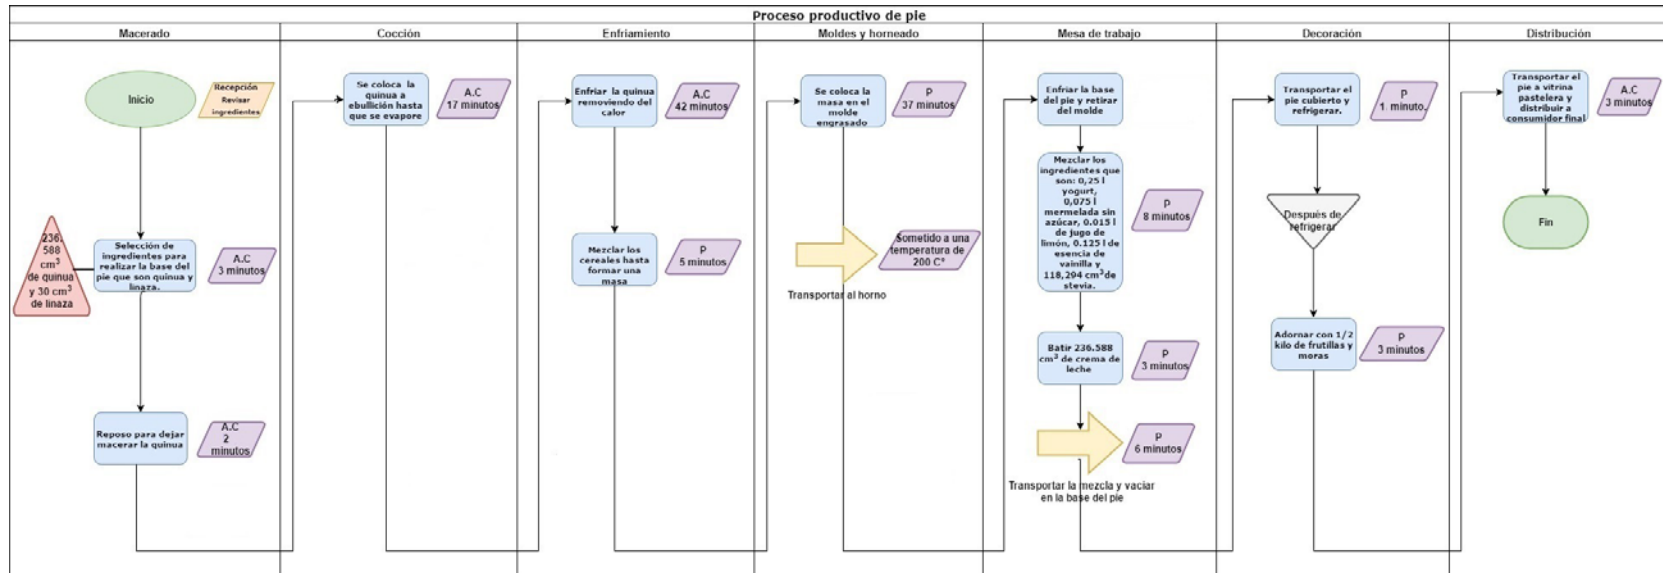 Proceso productivo de pie
Macerado
Cocción
Enfriamiento
Moldes y horneado
Mesa de trabajo
Decoración
Distribución
Inicio
Recepción
Revisar
ingredientes
236.
588
cm³
de quinua
y 30 cm³
de linaza
Selección de
ingredientes para
realizar la base del
pie que son quinua y
linaza.
A.C
3 minutos
Reposo para dejar
macerar la quinua
A.C
2
minutos
Se coloca la
quinua a
ebullición hasta
que se evapore
A.C
17 minutos
Enfriar la quinua
removiendo del
calor
A.C
42 minutos
Mezclar los
cereales hasta
formar una
masa
P
5 minutos
Se coloca la
masa en el
molde
engrasado
P
37 minutos
Sometido a una
temperatura de
200 C°
Transportar al horno
Enfriar la base
del pie y retirar
del molde
Mezclar los
ingredientes que
son: 0,25 l
yogurt,
0,075 l
mermelada sin
azúcar, 0.015 l
de jugo de
limón, 0.125 l de
esencia de
vainilla y
118,294 cm³de
stevia.
P
8 minutos
Batir 236.588
cm³ de crema de
leche
P
3 minutos
P
6 minutos
Transportar la mezcla y vaciar
en la base del pie
Transportar el
pie cubierto y
refrigerar.
P
1. minuto.
Después de
refrigerar
Adornar con 1/2
kilo de frutillas y
moras
P
3 minutos
Transportar el
pie a vitrina
pastelera y
distribuir a
consumidor final
A.C
3 minutos
Fin